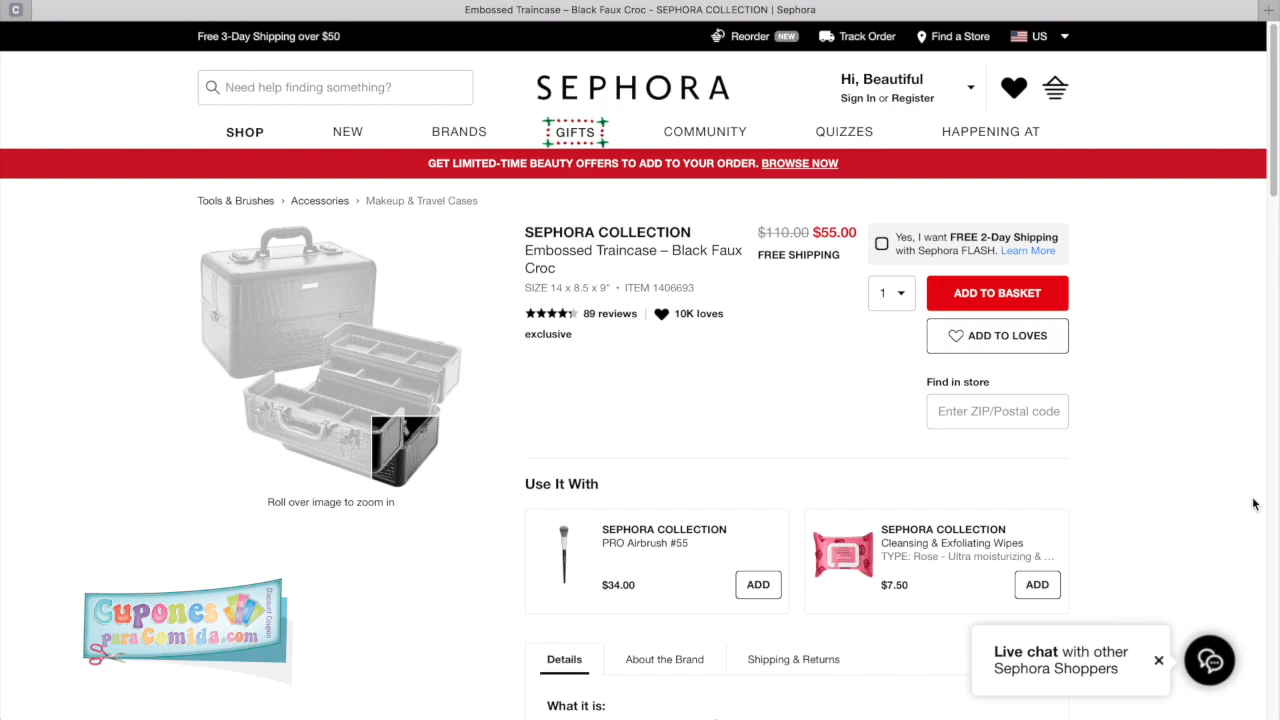 C
Embossed Traincase – Black Faux Croc - SEPHORA COLLECTION | Sephora
Free 3-Day Shipping over $50
Reorder NEW
Track Order
Find a Store
US
Need help finding something?
SEPHORA
Hi, Beautiful
Sign In or Register
SHOP
NEW
BRANDS
GIFTS
COMMUNITY
QUIZZES
HAPPENING AT
GET LIMITED-TIME BEAUTY OFFERS TO ADD TO YOUR ORDER. BROWSE NOW
Tools & Brushes › Accessories › Makeup & Travel Cases
SEPHORA COLLECTION
Embossed Traincase – Black Faux
Croc
SIZE 14 x 8.5 x 9" • ITEM 1406693
89 reviews
10K loves
exclusive
$110.00 $55.00
FREE SHIPPING
Yes, I want FREE 2-Day Shipping
with Sephora FLASH. Learn More
1
ADD TO BASKET
ADD TO LOVES
Find in store
Enter ZIP/Postal code
Roll over image to zoom in
Use It With
SEPHORA COLLECTION
PRO Airbrush #55
$34.00
ADD
SEPHORA COLLECTION
Cleansing & Exfoliating Wipes
TYPE: Rose - Ultra moisturizing & ...
$7.50
ADD
Cupones
paraComida.com
Discount Coupon
Details
About the Brand
Shipping & Returns
What it is:
Live chat with other
Sephora Shoppers